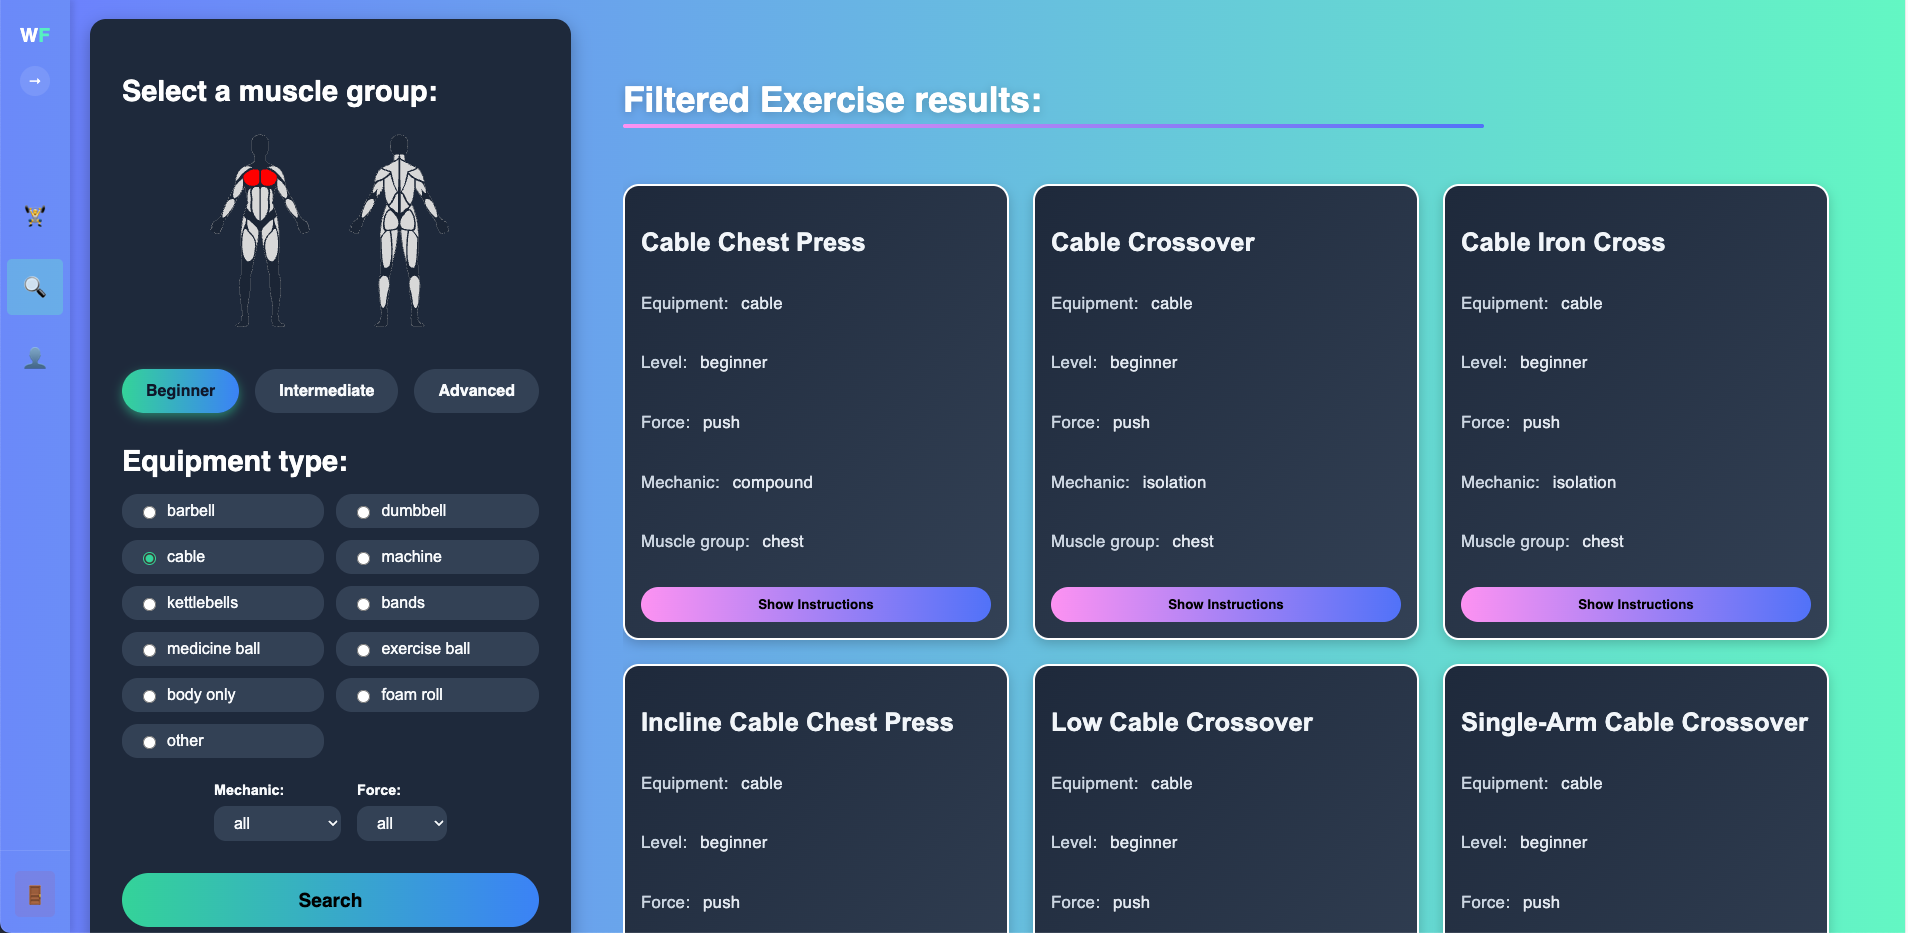 WF
→
Select a muscle group:
Beginner
Intermediate
Advanced
Equipment type:
barbell
dumbbell
cable
machine
kettlebells
bands
medicine ball
exercise ball
body only
foam roll
other
Mechanic:
Force:
all
all
Search
Filtered Exercise results:
Cable Chest Press
Equipment: cable
Level: beginner
Force: push
Mechanic: compound
Muscle group: chest
Show Instructions
Cable Crossover
Equipment: cable
Level: beginner
Force: push
Mechanic: isolation
Muscle group: chest
Show Instructions
Cable Iron Cross
Equipment: cable
Level: beginner
Force: push
Mechanic: isolation
Muscle group: chest
Show Instructions
Incline Cable Chest Press
Equipment: cable
Level: beginner
Force: push
Low Cable Crossover
Equipment: cable
Level: beginner
Force: push
Single-Arm Cable Crossover
Equipment: cable
Level: beginner
Force: push